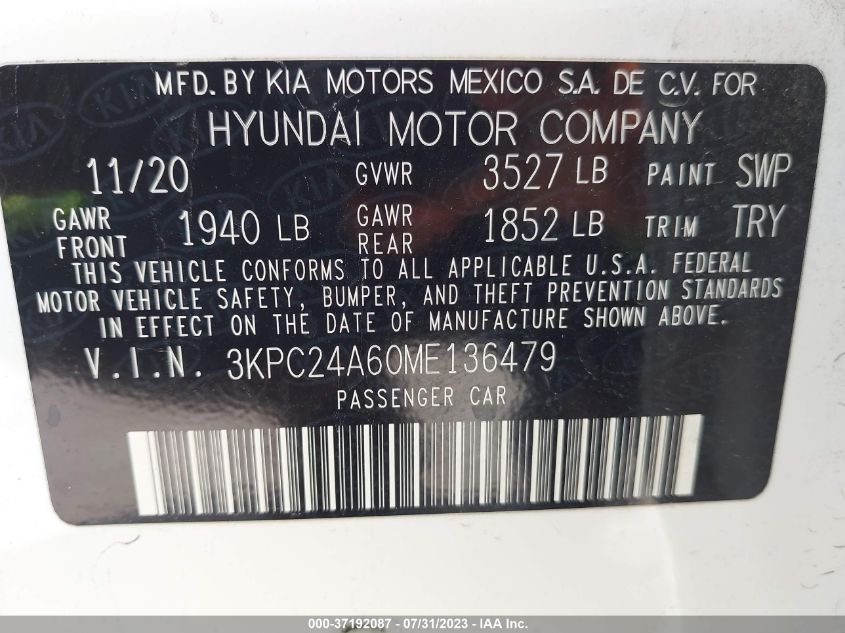 MFD. BY KIA MOTORS MEXICO S.A. DE C.V. FOR
HYUNDAI MOTOR COMPANY
11/20 GVWR 3527 LB PAINT SWP
GAWR FRONT 1940 LB GAWR REAR 1852 LB TRIM TRY
THIS VEHICLE CONFORMS TO ALL APPLICABLE U.S.A. FEDERAL
MOTOR VEHICLE SAFETY, BUMPER, AND THEFT PREVENTION STANDARDS
IN EFFECT ON THE DATE OF MANUFACTURE SHOWN ABOVE.
V.I.N. 3KPC24A60ME136479
PASSENGER CAR
000-37192087 - 07/31/2023 - IAA Inc.